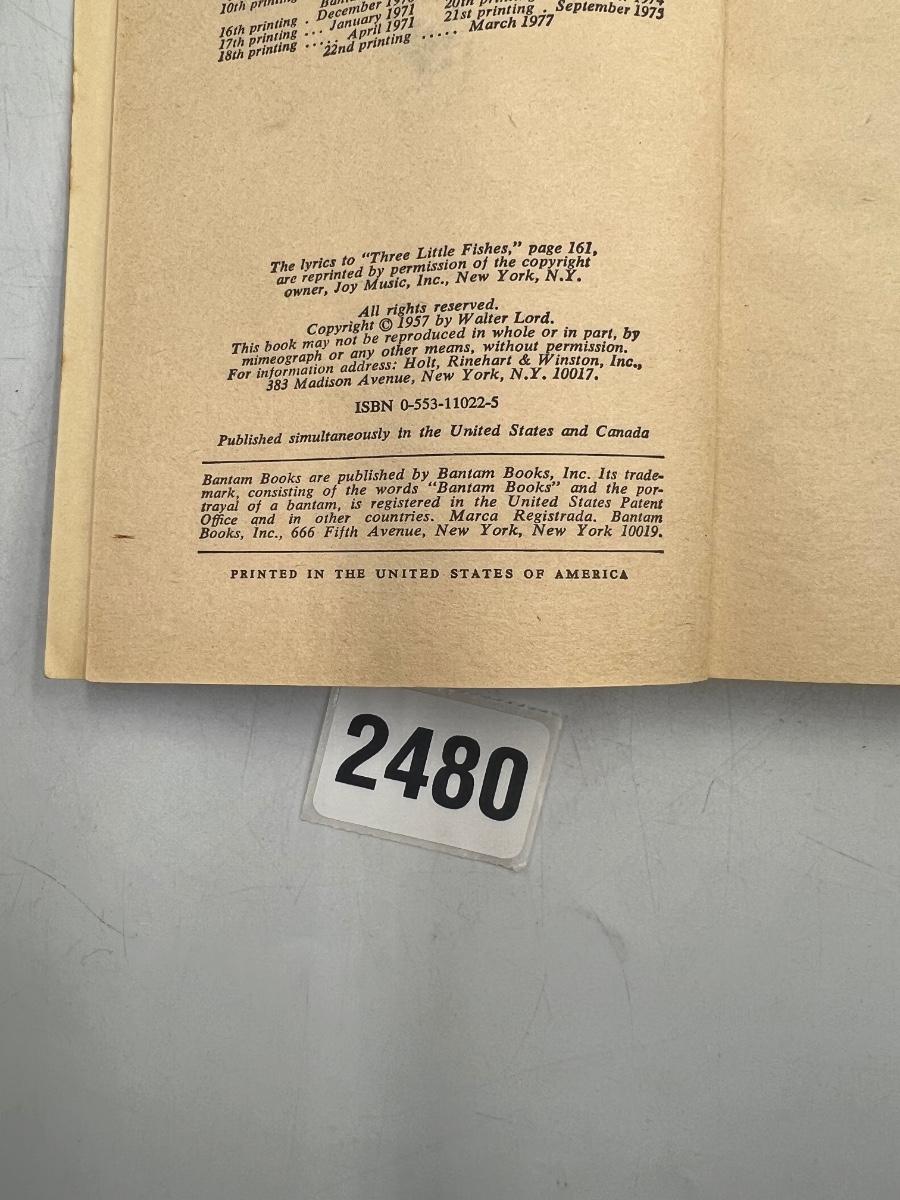 10th printing
16th printing . December 1970 20th printing
17th printing ... January 1971 21st printing . September 1975
18th printing ..... April 1971
22nd printing ..... March 1977
The lyrics to "Three Little Fishes," page 161,
are reprinted by permission of the copyright
owner, Joy Music, Inc., New York, N.Y.
All rights reserved.
Copyright © 1957 by Walter Lord.
This book may not be reproduced in whole or in part, by
mimeograph or any other means, without permission.
For information address: Holt, Rinehart & Winston, Inc.,
383 Madison Avenue, New York, N.Y. 10017.
ISBN 0-553-11022-5
Published simultaneously in the United States and Canada
Bantam Books are published by Bantam Books, Inc. Its trade-
mark, consisting of the words "Bantam Books" and the por-
trayal of a bantam, is registered in the United States Patent
Office and in other countries. Marca Registrada. Bantam
Books, Inc., 666 Fifth Avenue, New York, New York 10019.
PRINTED IN THE UNITED STATES OF AMERICA
2480